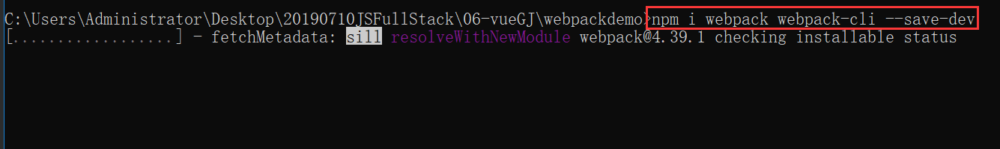 C:\Users\Administrator\Desktop\20190710JSFullStack\06-vueGJ\webpackdemo>npm i webpack webpack-cli --save-dev
[..................] - fetchMetadata: sill resolveWithNewModule webpack@4.39.1 checking installable status